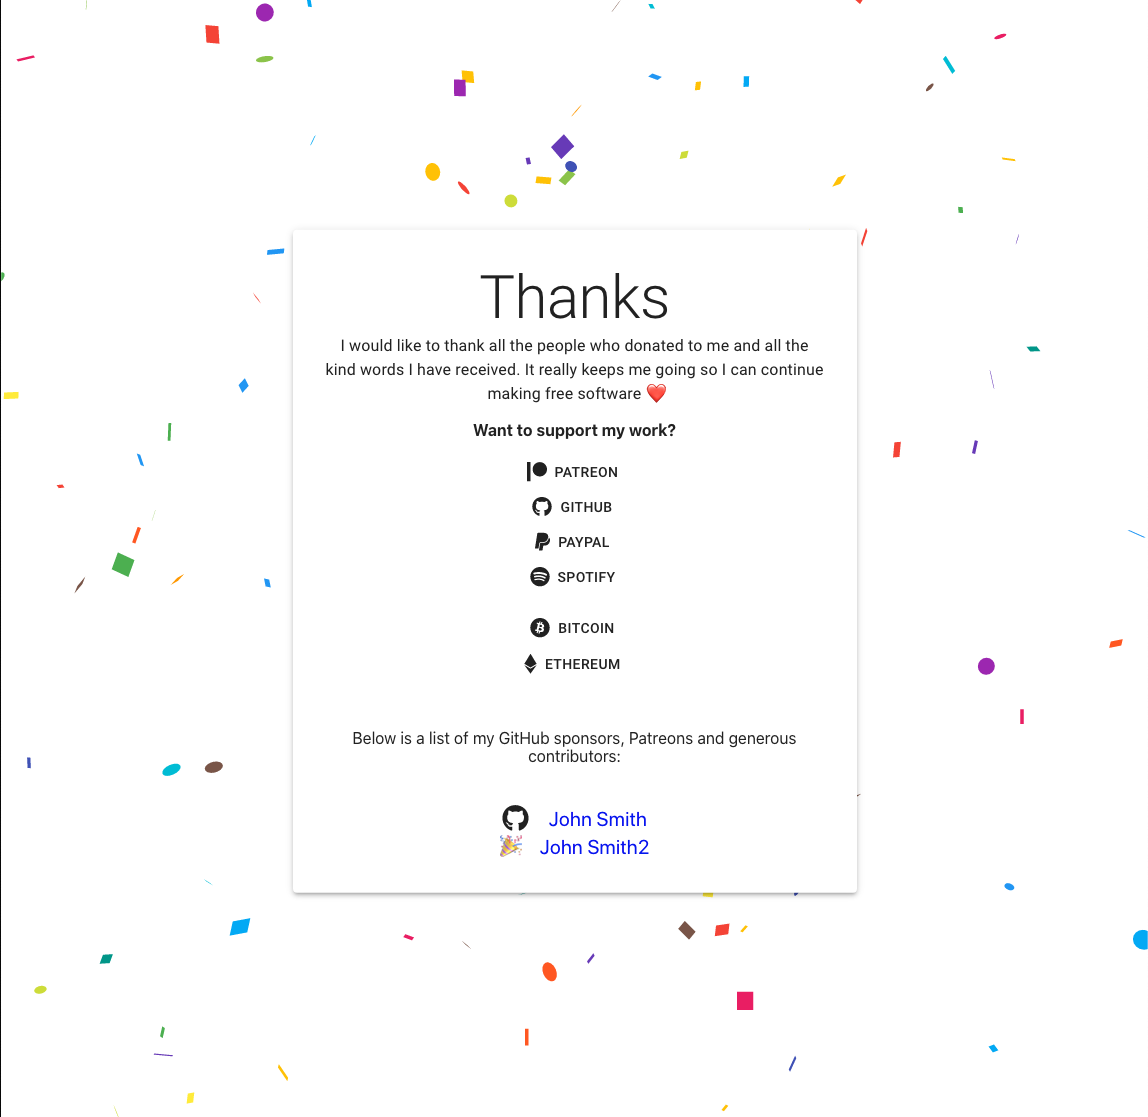 Thanks
I would like to thank all the people who donated to me and all the
kind words I have received. It really keeps me going so I can continue
making free software ❤️
Want to support my work?
PATREON
GITHUB
PAYPAL
SPOTIFY
BITCOIN
ETHEREUM
Below is a list of my GitHub sponsors, Patreons and generous
contributors:
John Smith
🎉 John Smith2